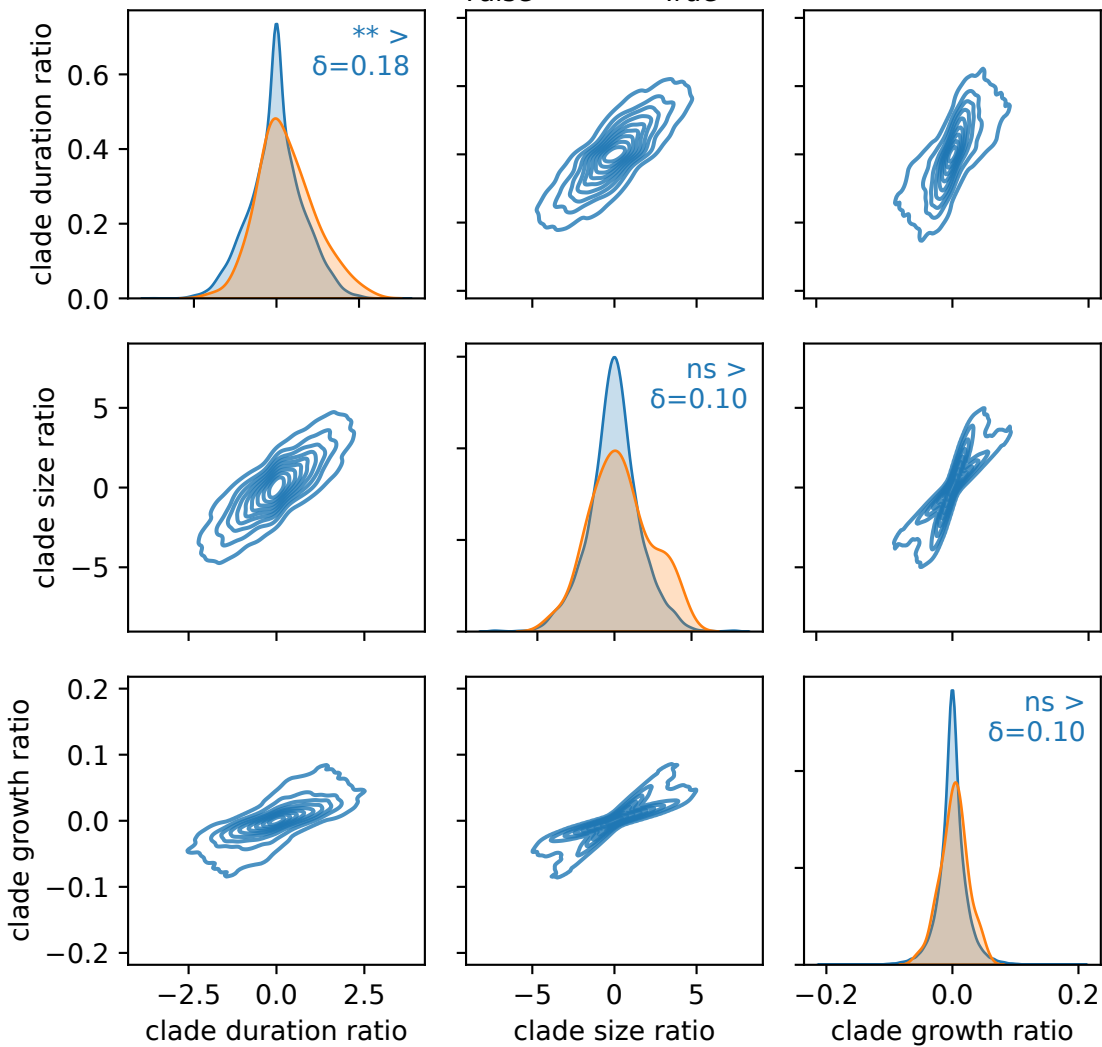 clade duration ratio
0.6
0.4
0.2
0.0
** >
δ=0.18
clade size ratio
5
0
−5
ns >
δ=0.10
clade growth ratio
0.2
0.1
0.0
−0.1
−0.2
ns >
δ=0.10
−2.5 0.0 2.5
clade duration ratio
−5 0 5
clade size ratio
−0.2 0.0 0.2
clade growth ratio